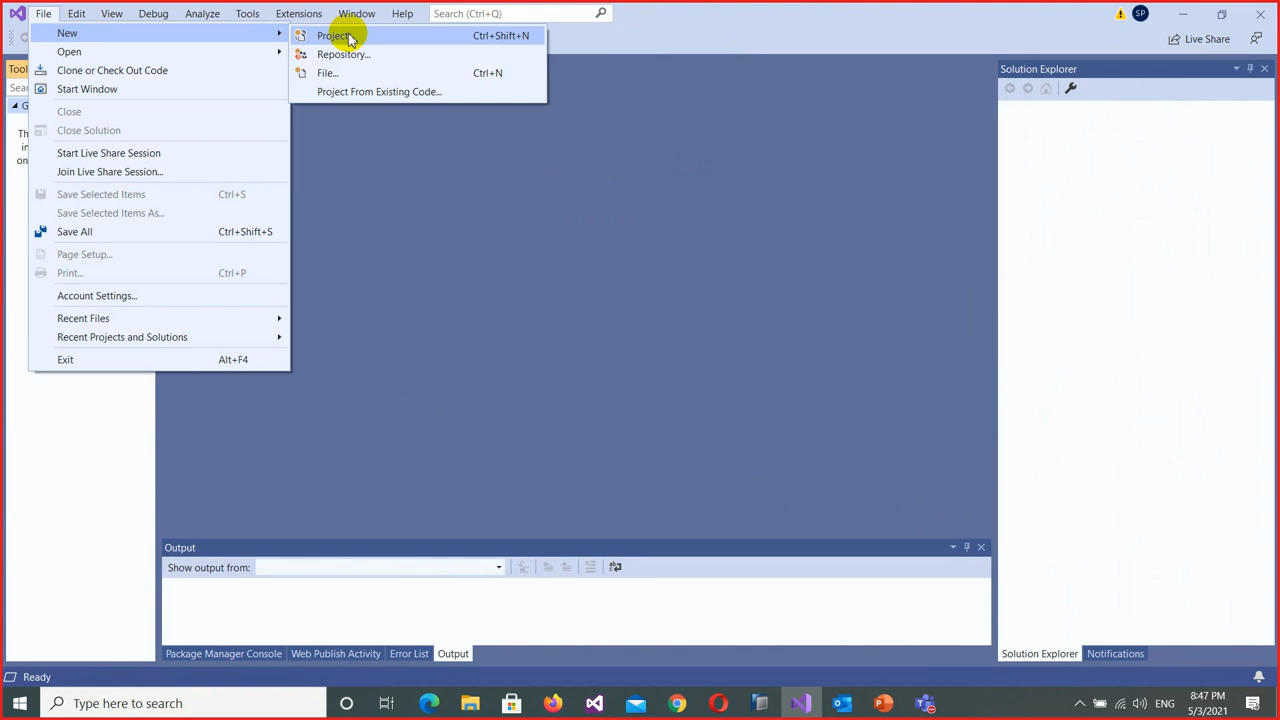 File Edit View Debug Analyze Tools Extensions Window Help Search (Ctrl+Q) SP
New
Project... Ctrl+Shift+N
Repository...
File... Ctrl+N
Project From Existing Code...
Open
Clone or Check Out Code
Start Window
Close
Close Solution
Start Live Share Session
Join Live Share Session...
Save Selected Items Ctrl+S
Save Selected Items As...
Save All Ctrl+Shift+S
Page Setup...
Print... Ctrl+P
Account Settings...
Recent Files
Recent Projects and Solutions
Exit Alt+F4
Live Share
Solution Explorer
Output
Show output from:
Package Manager Console Web Publish Activity Error List Output
Solution Explorer Notifications
Ready
Type here to search
ENG
8:47 PM
5/3/2021